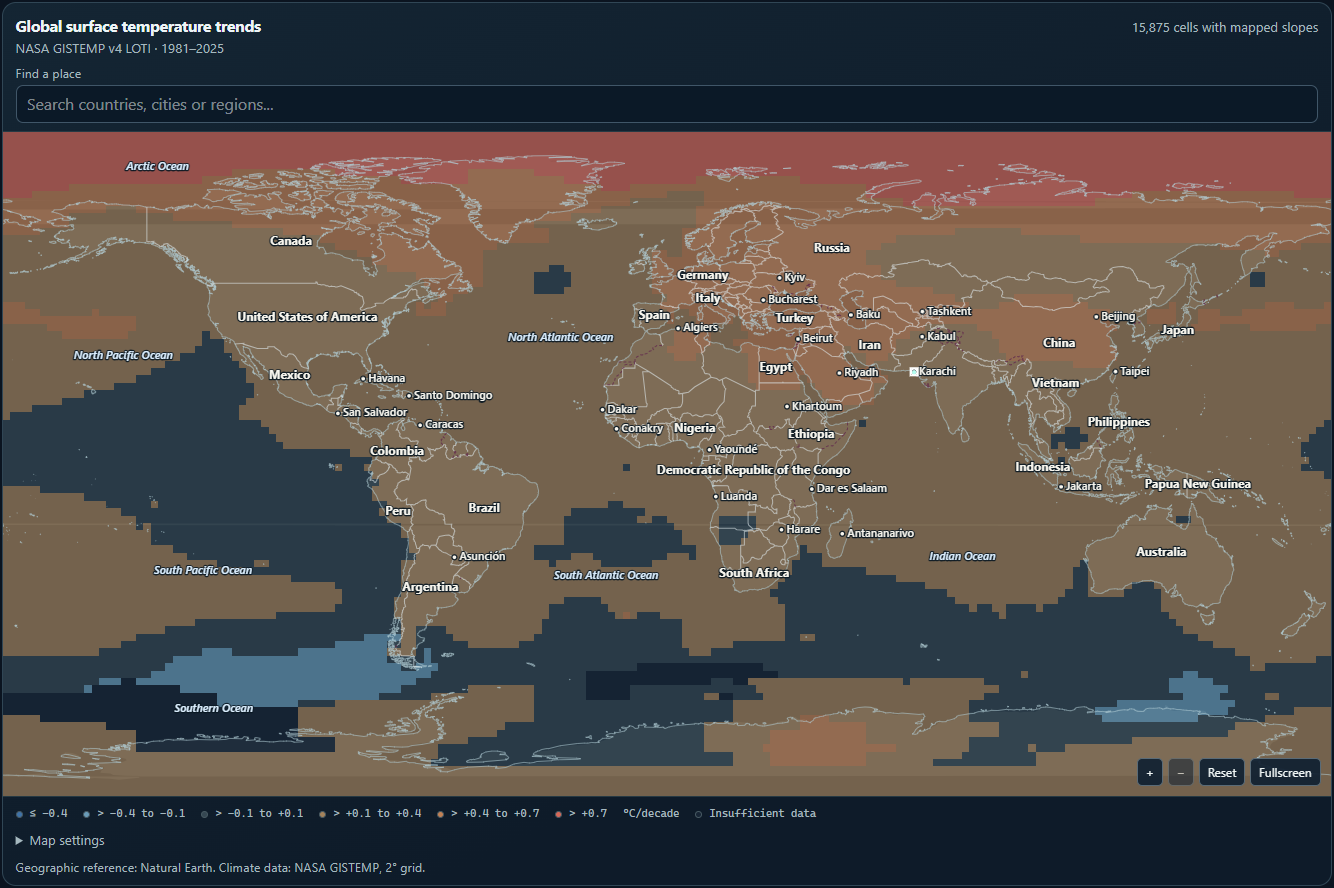 Global surface temperature trends
NASA GISTEMP v4 LOTI · 1981–2025
15,875 cells with mapped slopes
Find a place
Search countries, cities or regions...
Arctic Ocean
Canada
Russia
Germany
Kyiv
Italy
Bucharest
United States of America
Spain
Turkey
Baku
Tashkent
Beijing
Algiers
Japan
North Atlantic Ocean
Beirut
Iran
Kabul
China
North Pacific Ocean
Mexico
Havana
Egypt
Riyadh
Karachi
Taipei
Vietnam
Santo Domingo
San Salvador
Dakar
Khartoum
Caracas
Conakry
Nigeria
Ethiopia
Philippines
Colombia
Yaoundé
Democratic Republic of the Congo
Indonesia
Peru
Brazil
Luanda
Dar es Salaam
Jakarta
Papua New Guinea
Harare
Antananarivo
Asunción
Indian Ocean
Australia
South Pacific Ocean
South Atlantic Ocean
South Africa
Argentina
Southern Ocean
+
−
Reset
Fullscreen
≤ −0.4 > −0.4 to −0.1 > −0.1 to +0.1 > +0.1 to +0.4 > +0.4 to +0.7 > +0.7 °C/decade Insufficient data
Map settings
Geographic reference: Natural Earth. Climate data: NASA GISTEMP, 2° grid.